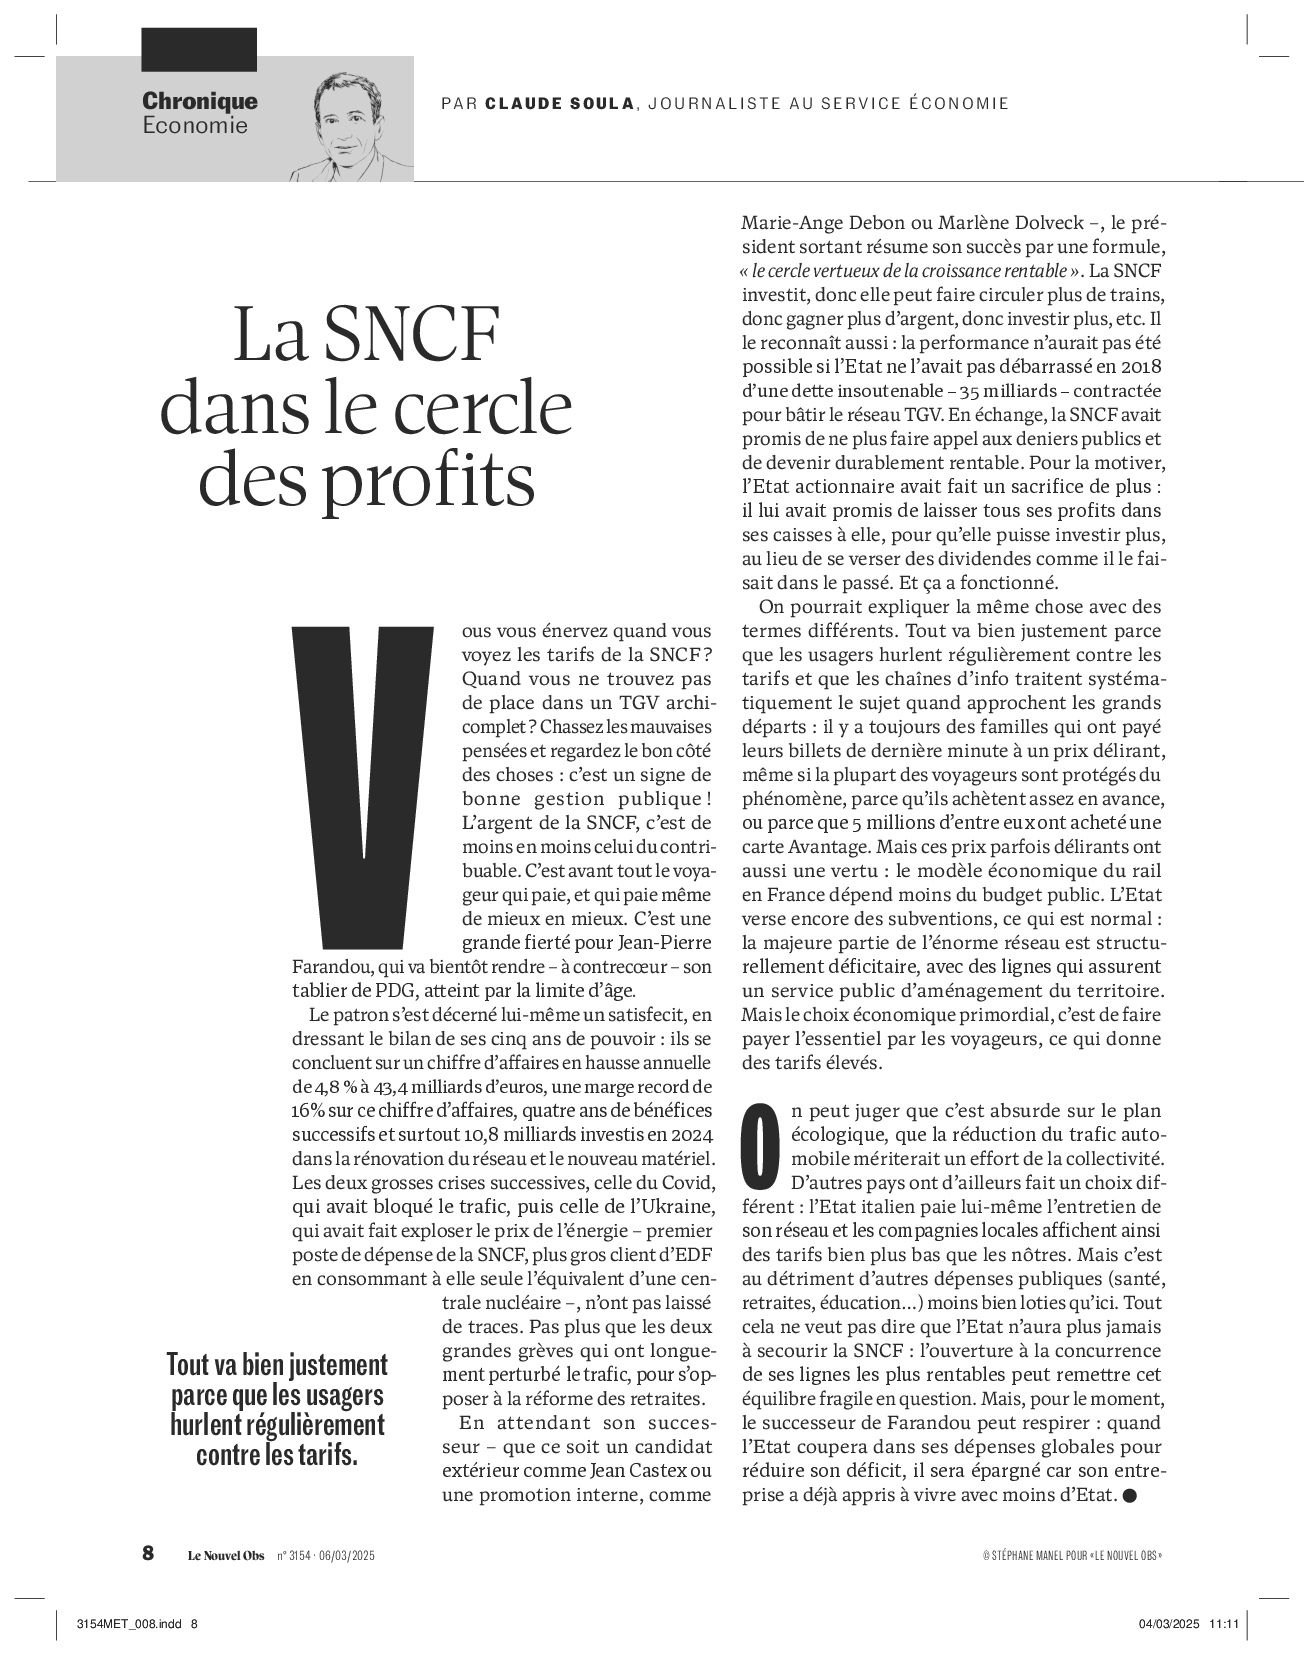 Chronique
Economie
PAR CLAUDE SOULA, JOURNALISTE AU SERVICE ÉCONOMIE
La SNCF
dans le cercle
des profits
Vous vous énervez quand vous
voyez les tarifs de la SNCF ?
Quand vous ne trouvez pas
de place dans un TGV archi-
complet ? Chassez les mauvaises
pensées et regardez le bon côté
des choses : c’est un signe de
bonne gestion publique !
L’argent de la SNCF, c’est de
moins en moins celui du contri-
buable. C’est avant tout le voya-
geur qui paie, et qui paie même
de mieux en mieux. C’est une
grande fierté pour Jean-Pierre
Farandou, qui va bientôt rendre – à contrecœur – son
tablier de PDG, atteint par la limite d’âge.
Le patron s’est décerné lui-même un satisfecit, en
dressant le bilan de ses cinq ans de pouvoir : ils se
concluent sur un chiffre d’affaires en hausse annuelle
de 4,8 % à 43,4 milliards d’euros, une marge record de
16% sur ce chiffre d’affaires, quatre ans de bénéfices
successifs et surtout 10,8 milliards investis en 2024
dans la rénovation du réseau et le nouveau matériel.
Les deux grosses crises successives, celle du Covid,
qui avait bloqué le trafic, puis celle de l’Ukraine,
qui avait fait exploser le prix de l’énergie – premier
poste de dépense de la SNCF, plus gros client d’EDF
en consommant à elle seule l’équivalent d’une cen-
trale nucléaire –, n’ont pas laissé
de traces. Pas plus que les deux
grandes grèves qui ont longue-
ment perturbé le trafic, pour s’op-
poser à la réforme des retraites.
En attendant son succes-
seur – que ce soit un candidat
extérieur comme Jean Castex ou
une promotion interne, comme
Tout va bien justement
parce que les usagers
hurlent régulièrement
contre les tarifs.
Marie-Ange Debon ou Marlène Dolveck –, le pré-
sident sortant résume son succès par une formule,
« le cercle vertueux de la croissance rentable ». La SNCF
investit, donc elle peut faire circuler plus de trains,
donc gagner plus d’argent, donc investir plus, etc. Il
le reconnaît aussi : la performance n’aurait pas été
possible si l’Etat ne l’avait pas débarrassé en 2018
d’une dette insoutenable – 35 milliards – contractée
pour bâtir le réseau TGV. En échange, la SNCF avait
promis de ne plus faire appel aux deniers publics et
de devenir durablement rentable. Pour la motiver,
l’Etat actionnaire avait fait un sacrifice de plus :
il lui avait promis de laisser tous ses profits dans
ses caisses à elle, pour qu’elle puisse investir plus,
au lieu de se verser des dividendes comme il le fai-
sait dans le passé. Et ça a fonctionné.
On pourrait expliquer la même chose avec des
termes différents. Tout va bien justement parce
que les usagers hurlent régulièrement contre les
tarifs et que les chaînes d’info traitent systéma-
tiquement le sujet quand approchent les grands
départs : il y a toujours des familles qui ont payé
leurs billets de dernière minute à un prix délirant,
même si la plupart des voyageurs sont protégés du
phénomène, parce qu’ils achètent assez en avance,
ou parce que 5 millions d’entre eux ont acheté une
carte Avantage. Mais ces prix parfois délirants ont
aussi une vertu : le modèle économique du rail
en France dépend moins du budget public. L’Etat
verse encore des subventions, ce qui est normal :
la majeure partie de l’énorme réseau est structu-
rellement déficitaire, avec des lignes qui assurent
un service public d’aménagement du territoire.
Mais le choix économique primordial, c’est de faire
payer l’essentiel par les voyageurs, ce qui donne
des tarifs élevés.
On peut juger que c’est absurde sur le plan
écologique, que la réduction du trafic auto-
mobile mériterait un effort de la collectivité.
D’autres pays ont d’ailleurs fait un choix dif-
férent : l’Etat italien paie lui-même l’entretien de
son réseau et les compagnies locales affichent ainsi
des tarifs bien plus bas que les nôtres. Mais c’est
au détriment d’autres dépenses publiques (santé,
retraites, éducation…) moins bien loties qu’ici. Tout
cela ne veut pas dire que l’Etat n’aura plus jamais
à secourir la SNCF : l’ouverture à la concurrence
de ses lignes les plus rentables peut remettre cet
équilibre fragile en question. Mais, pour le moment,
le successeur de Farandou peut respirer : quand
l’Etat coupera dans ses dépenses globales pour
réduire son déficit, il sera épargné car son entre-
prise a déjà appris à vivre avec moins d’Etat. ●
8 Le Nouvel Obs n° 3154 · 06/03/2025
© STÉPHANE MANEL POUR «LE NOUVEL OBS»
3154MET_008.indd 8
04/03/2025 11:11